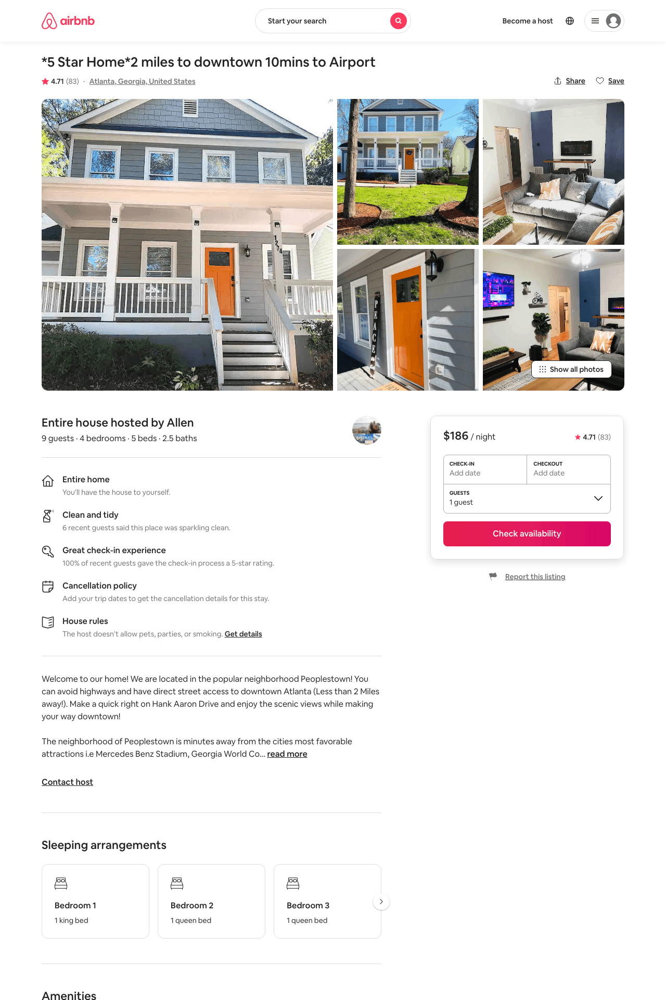 airbnb
Start your search
Become a host
*5 Star Home*2 miles to downtown 10mins to Airport
4.71 (83) · Atlanta, Georgia, United States
Share
Save
1274
PEACE
Show all photos
Entire house hosted by Allen
9 guests · 4 bedrooms · 5 beds · 2.5 baths
$186 / night
4.71 (83)
CHECK-IN
Add date
CHECKOUT
Add date
GUESTS
1 guest
Check availability
Report this listing
Entire home
You’ll have the house to yourself.
Clean and tidy
6 recent guests said this place was sparkling clean.
Great check-in experience
100% of recent guests gave the check-in process a 5-star rating.
Cancellation policy
Add your trip dates to get the cancellation details for this stay.
House rules
The host doesn’t allow pets, parties, or smoking. Get details
Welcome to our home! We are located in the popular neighborhood Peoplestown! You
can avoid highways and have direct street access to downtown Atlanta (Less than 2 Miles
away!). Make a quick right on Hank Aaron Drive and enjoy the scenic views while making
your way downtown!
The neighborhood of Peoplestown is minutes away from the cities most favorable
attractions i.e Mercedes Benz Stadium, Georgia World Co... read more
Contact host
Sleeping arrangements
Bedroom 1
1 king bed
Bedroom 2
1 queen bed
Bedroom 3
1 queen bed
Amenities